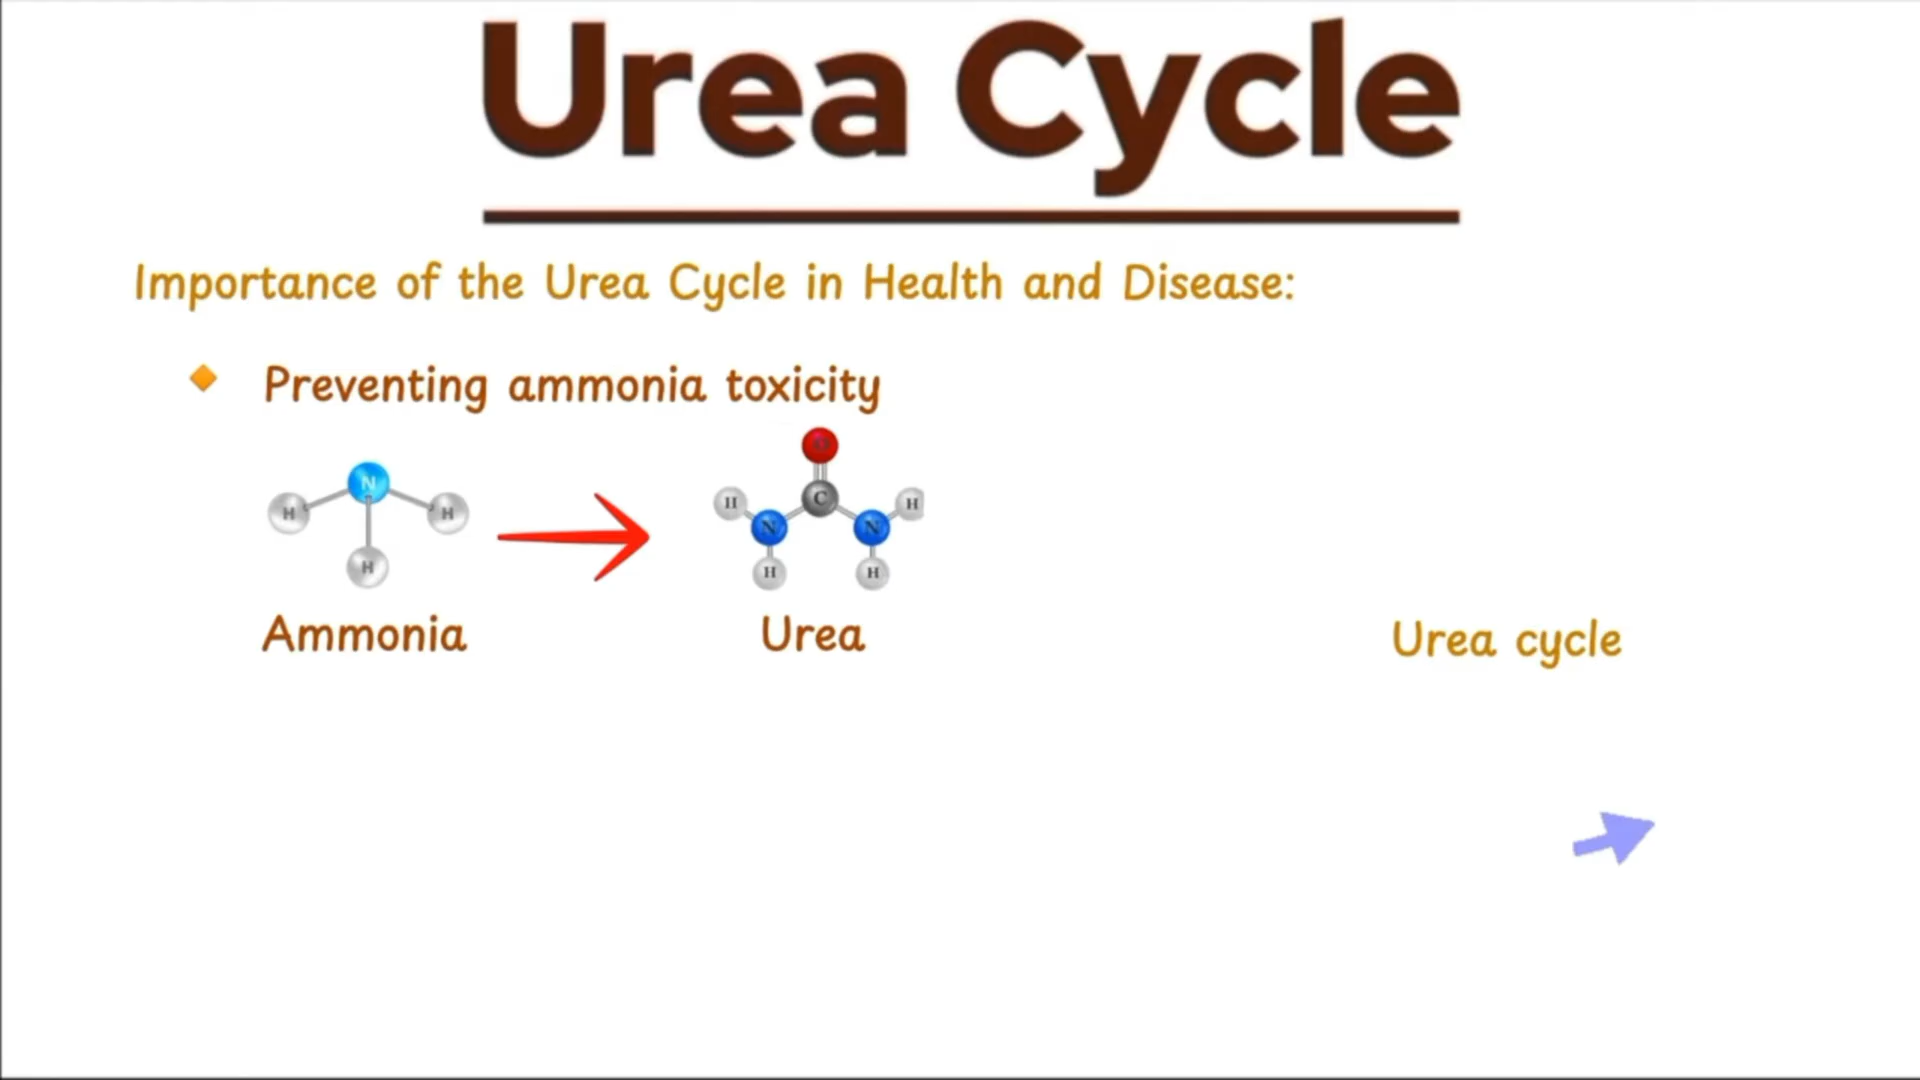 Urea Cycle
Importance of the Urea Cycle in Health and Disease:
Preventing ammonia toxicity
O
N
H H
H
H C H
N N
H H
Ammonia
Urea
Urea cycle